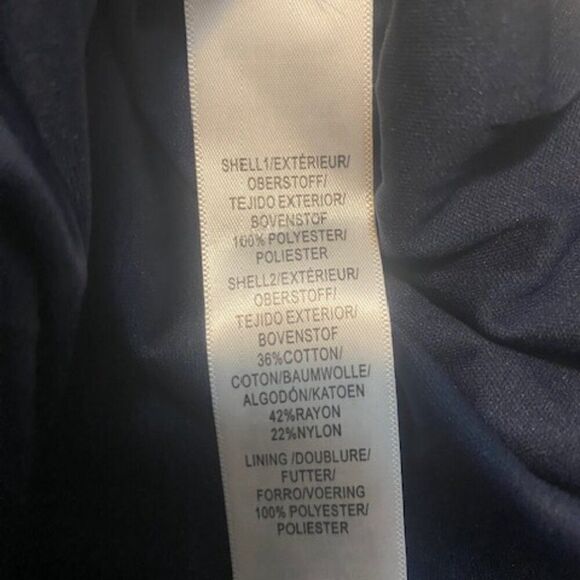 SHELL1/EXTÉRIEUR/
OBERSTOFF/
TEJIDO EXTERIOR/
BOVENSTOF
100% POLYESTER/
POLIESTER
SHELL2/EXTÉRIEUR/
OBERSTOFF/
TEJIDO EXTERIOR/
BOVENSTOF
36%COTTON/
COTON/BAUMWOLLE/
ALGODÓN/KATOEN
42%RAYON
22%NYLON
LINING /DOUBLURE/
FUTTER/
FORRO/VOERING
100% POLYESTER/
POLIESTER